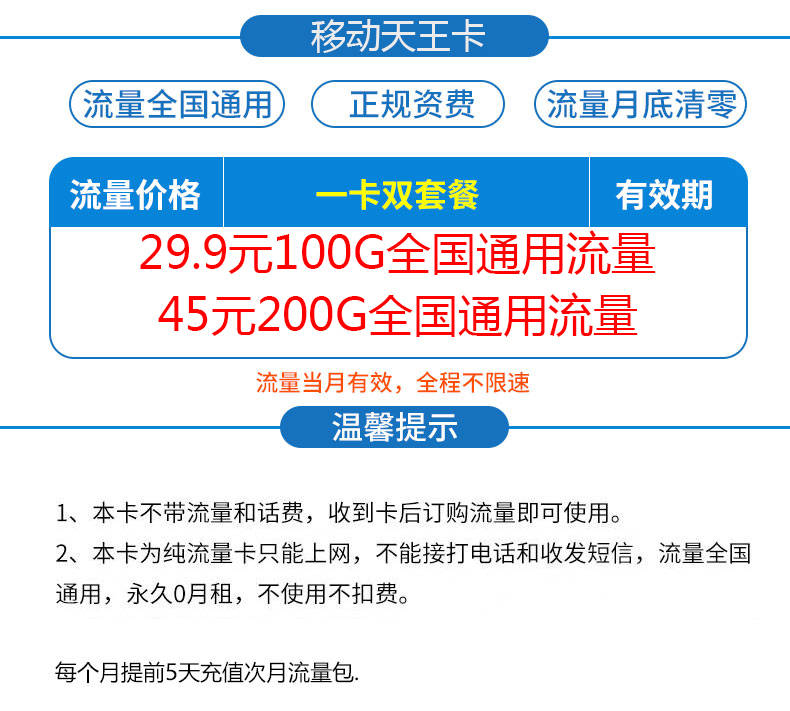 移动天王卡
流量全国通用 正规资费 流量月底清零
流量价格 一卡双套餐 有效期
29.9元100G全国通用流量
45元200G全国通用流量
流量当月有效，全程不限速
温馨提示
1、本卡不带流量和话费，收到卡后订购流量即可使用。
2、本卡为纯流量卡只能上网，不能接打电话和收发短信，流量全国
通用，永久0月租，不使用不扣费。
每个月提前5天充值次月流量包.